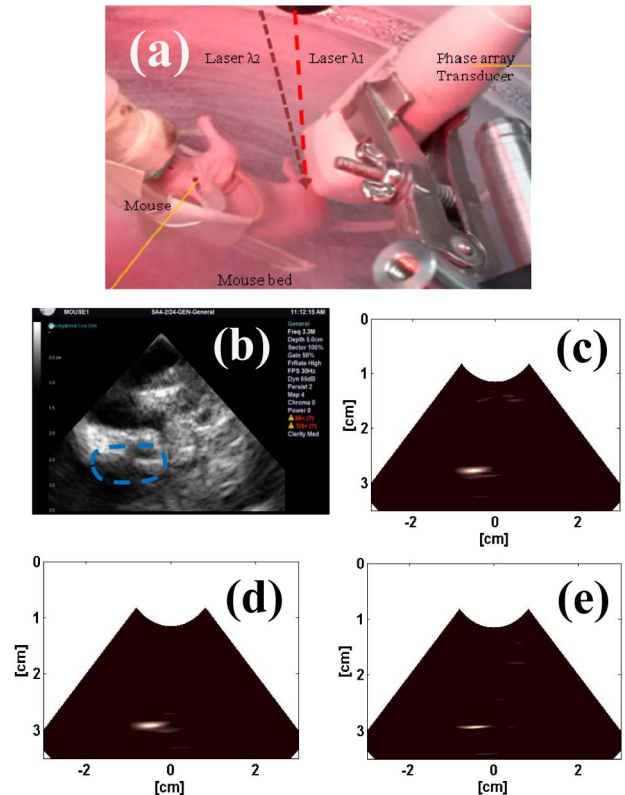 (a)
Laser λ2
Laser λ1
Phase array
Transducer
Mouse
Mouse bed
MOUSE1
SA4-2/24-GEN-General
11:12:15 AM
(b)
General
Freq 3.3M
Depth 5.0cm
Sector 100%
Gain 50%
FrRate High
FPS 30Hz
Dyn 65dB
Persist 2
Map 4
Chroma 0
Power 8
Clarity Med
(c)
0
1
2
3
[cm]
-2
0
2
[cm]
(d)
0
1
2
3
[cm]
-2
0
2
[cm]
(e)
0
1
2
3
[cm]
-2
0
2
[cm]